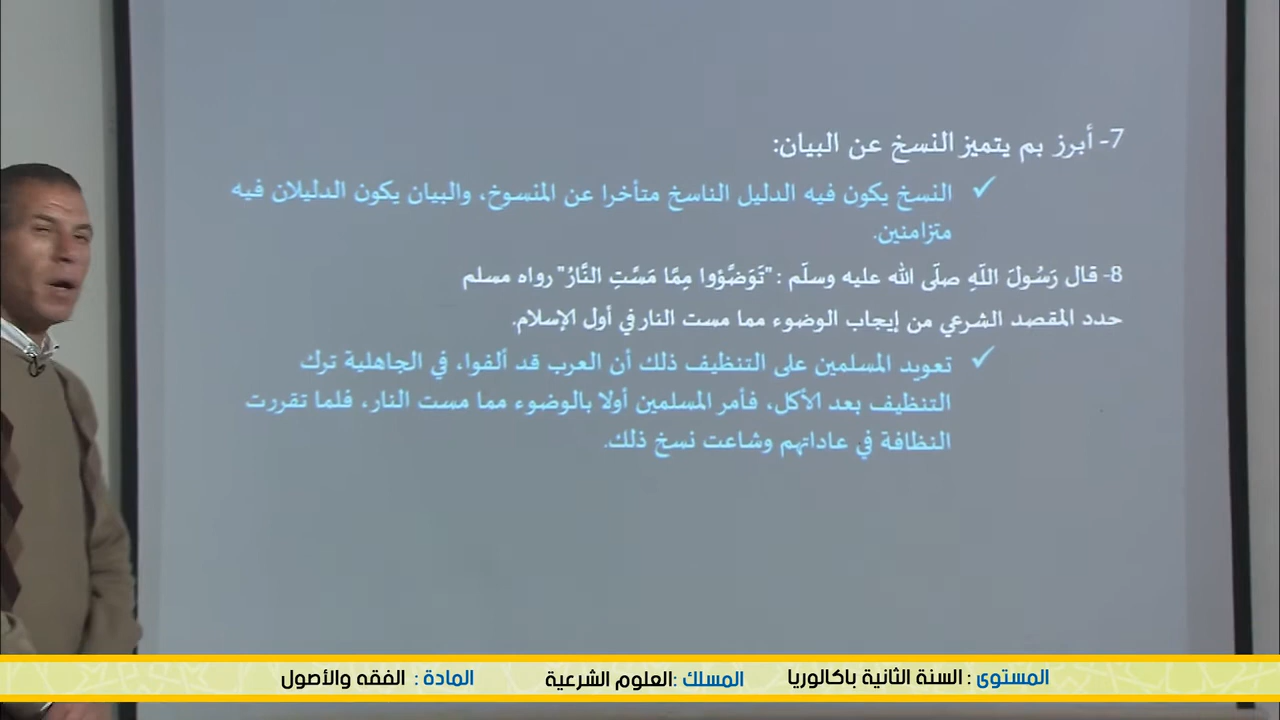 7- أبرز بم يتميز النسخ عن البيان:
✓ النسخ يكون فيه الدليل الناسخ متأخرا عن المنسوخ، والبيان يكون الدليلان فيه
متزامنين.
8- قال رَسُولَ اللَهِ صلّى الله عليه وسلّم : "تَوَضَّؤوا مِمَّا مَسَّتِ النَّارُ" رواه مسلم
حدد المقصد الشرعي من إيجاب الوضوء مما مست النار في أول الإسلام.
✓ تعويد المسلمين على التنظيف ذلك أن العرب قد ألفوا، في الجاهلية ترك
التنظيف بعد الأكل، فأمر المسلمين أولا بالوضوء مما مست النار، فلما تقررت
النظافة في عاداتهم وشاعت نسخ ذلك.
المستوى : السنة الثانية باكالوريا المسلك :العلوم الشرعية المادة : الفقه والأصول